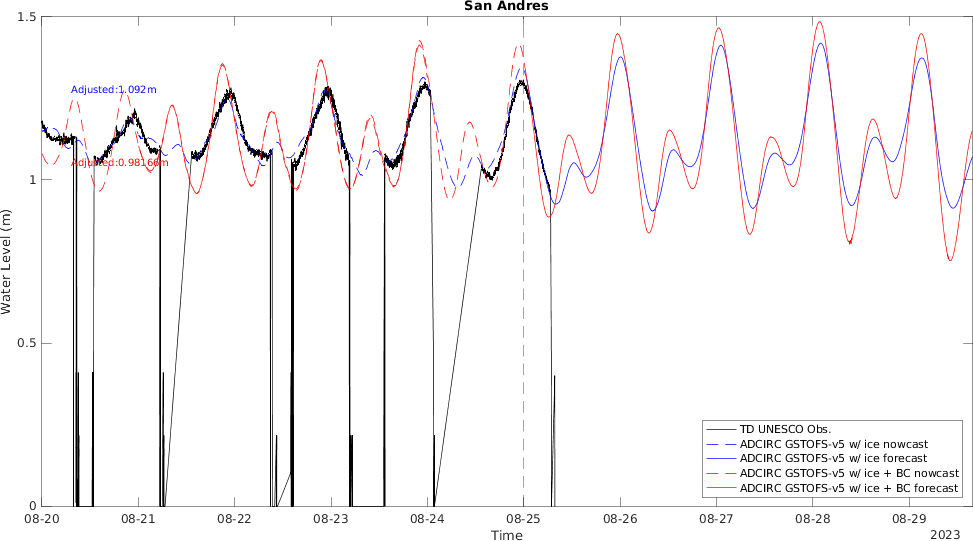 San Andres
1.5
1
0.5
0
Water Level (m)
Adjusted:1.092m
Adjusted:0.98166m
TD UNESCO Obs.
ADCIRC GSTOFS-v5 w/ ice nowcast
ADCIRC GSTOFS-v5 w/ ice forecast
ADCIRC GSTOFS-v5 w/ ice + BC nowcast
ADCIRC GSTOFS-v5 w/ ice + BC forecast
08-20 08-21 08-22 08-23 08-24 08-25 08-26 08-27 08-28 08-29
Time
2023